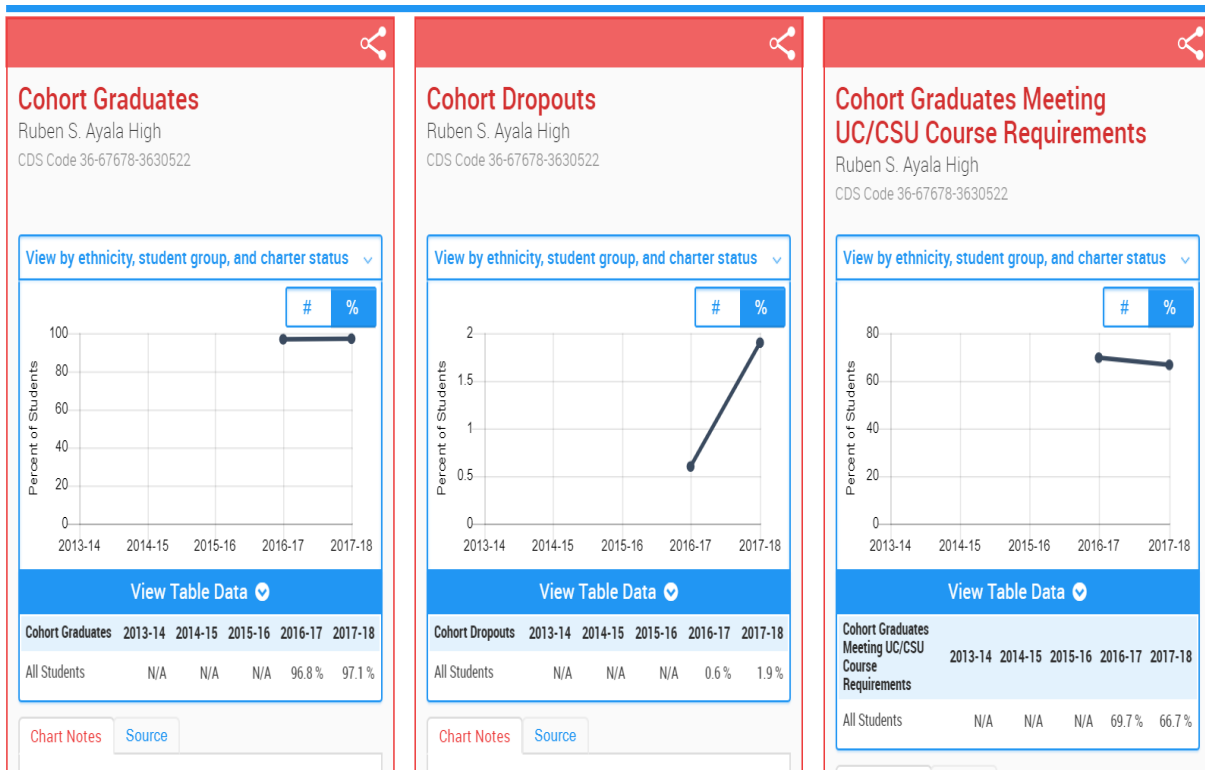 Cohort Graduates
Ruben S. Ayala High
CDS Code 36-67678-3630522
View by ethnicity, student group, and charter status
# %
100
80
60
40
20
0
Percent of Students
2013-14 2014-15 2015-16 2016-17 2017-18
View Table Data
Cohort Graduates 2013-14 2014-15 2015-16 2016-17 2017-18
All Students N/A N/A N/A 96.8 % 97.1 %
Chart Notes Source
Cohort Dropouts
Ruben S. Ayala High
CDS Code 36-67678-3630522
View by ethnicity, student group, and charter status
# %
2
1.5
1
0.5
0
Percent of Students
2013-14 2014-15 2015-16 2016-17 2017-18
View Table Data
Cohort Dropouts 2013-14 2014-15 2015-16 2016-17 2017-18
All Students N/A N/A N/A 0.6 % 1.9 %
Chart Notes Source
Cohort Graduates Meeting
UC/CSU Course Requirements
Ruben S. Ayala High
CDS Code 36-67678-3630522
View by ethnicity, student group, and charter status
# %
80
60
40
20
0
Percent of Students
2013-14 2014-15 2015-16 2016-17 2017-18
View Table Data
Cohort Graduates
Meeting UC/CSU
Course
Requirements
2013-14 2014-15 2015-16 2016-17 2017-18
All Students N/A N/A N/A 69.7 % 66.7 %